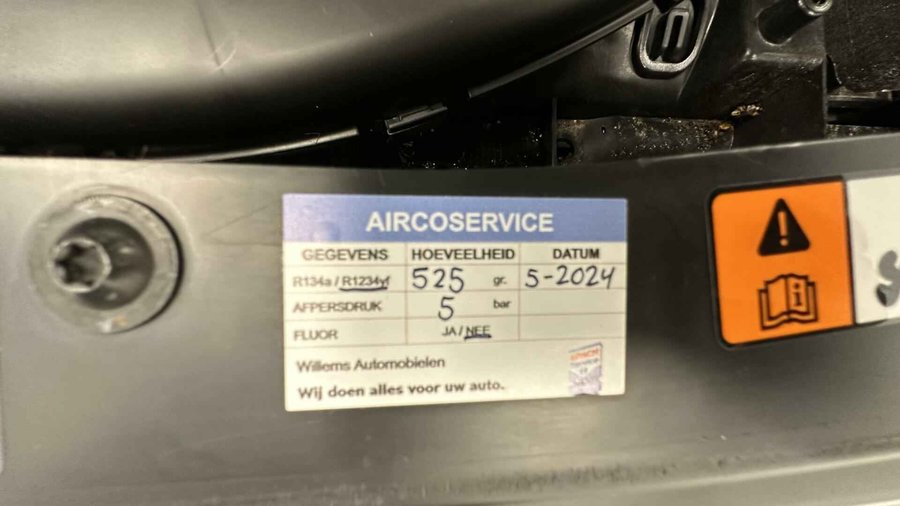 AIRCOSERVICE
GEGEVENS HOEVEELHEID DATUM
R134a / R1234yf 525 gr. 5-2024
AFPERSDRUK 5 bar
FLUOR JA / NEE
Willems Automobielen
Wij doen alles voor uw auto.